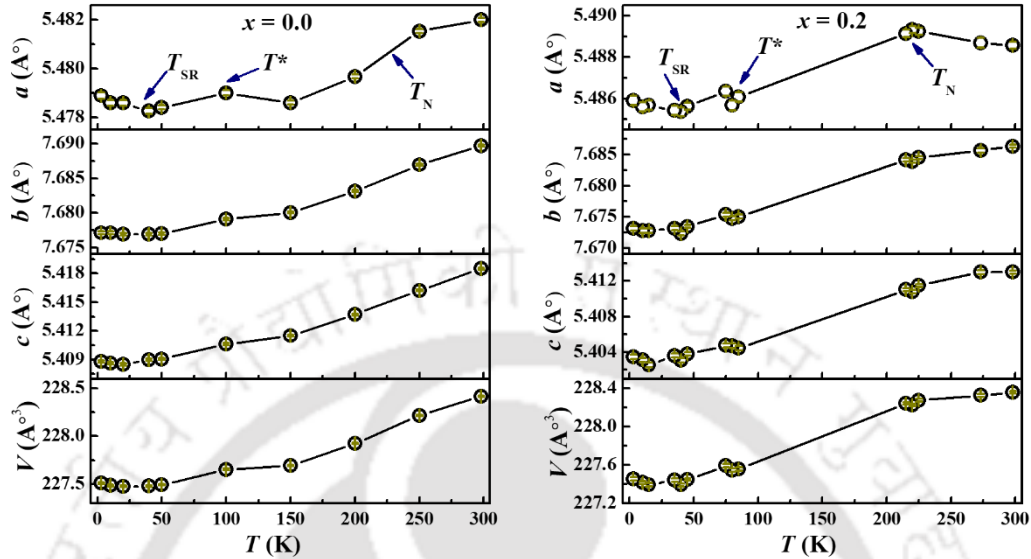 x = 0.0
a (A°)
5.482
5.480
5.478
T_SR
T*
T_N
b (A°)
7.690
7.685
7.680
7.675
c (A°)
5.418
5.415
5.412
5.409
V (A°³)
228.5
228.0
227.5
0 50 100 150 200 250 300
T (K)
x = 0.2
a (A°)
5.490
5.488
5.486
T_SR
T*
T_N
b (A°)
7.685
7.680
7.675
7.670
c (A°)
5.412
5.408
5.404
V (A°³)
228.4
228.0
227.6
227.2
0 50 100 150 200 250 300
T (K)